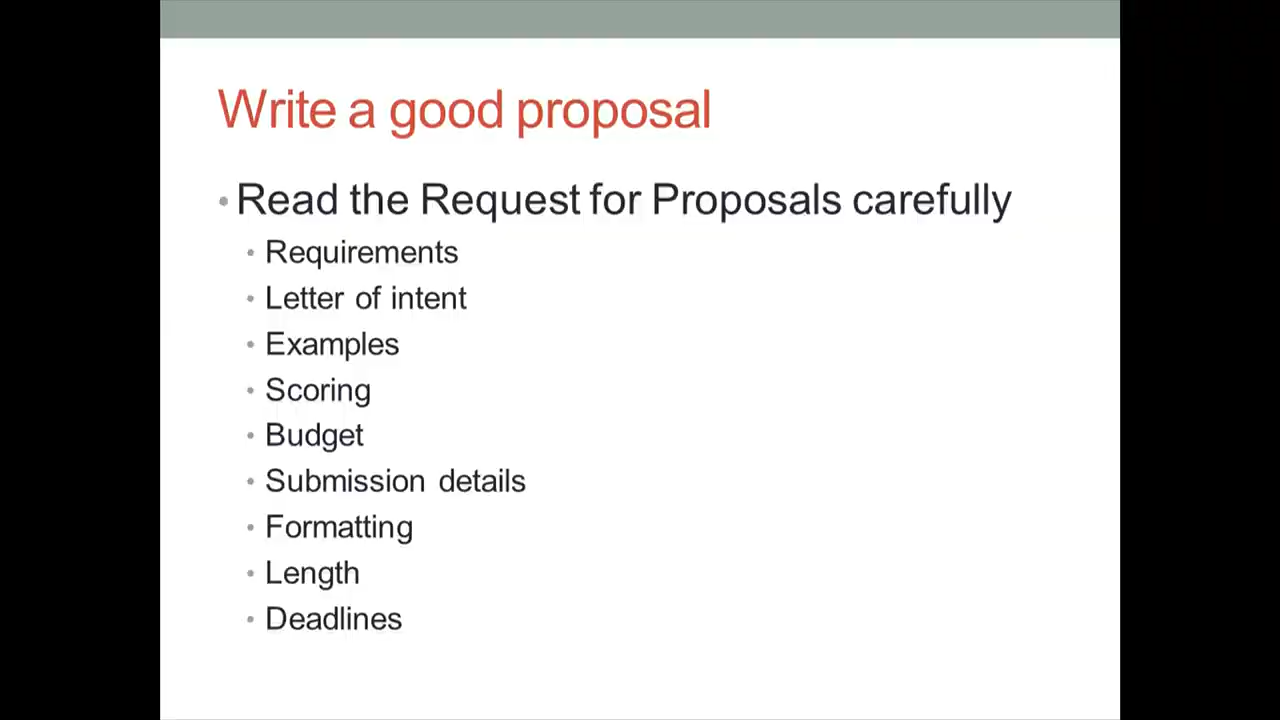 Write a good proposal
• Read the Request for Proposals carefully
• Requirements
• Letter of intent
• Examples
• Scoring
• Budget
• Submission details
• Formatting
• Length
• Deadlines